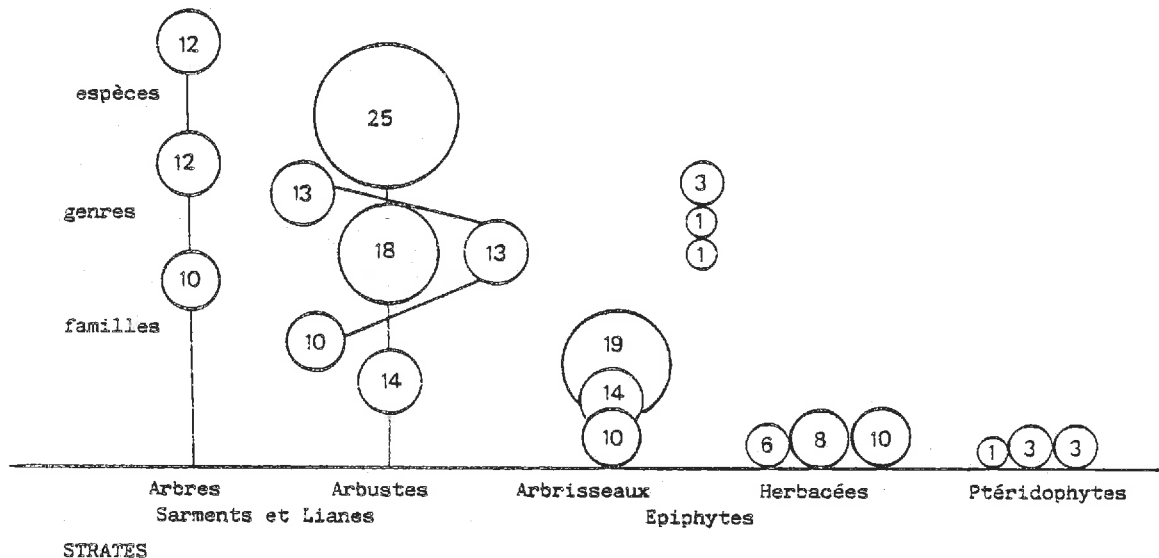 12
espèces
25
12
13
3
genres
1
18
13
1
10
familles
10
19
14
14
10
6 8 10
1 3 3
Arbres Arbustes Arbrisseaux Herbacées Ptéridophytes
Sarments et Lianes Epiphytes
STRATES